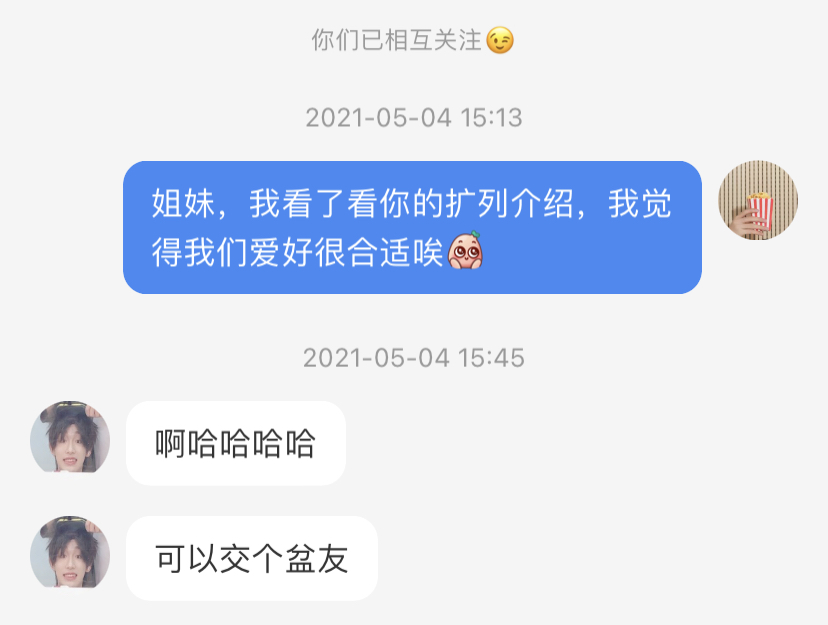 你们已相互关注😉
2021-05-04 15:13
姐妹，我看了看你的扩列介绍，我觉
得我们爱好很合适唉
2021-05-04 15:45
啊哈哈哈哈
可以交个盆友